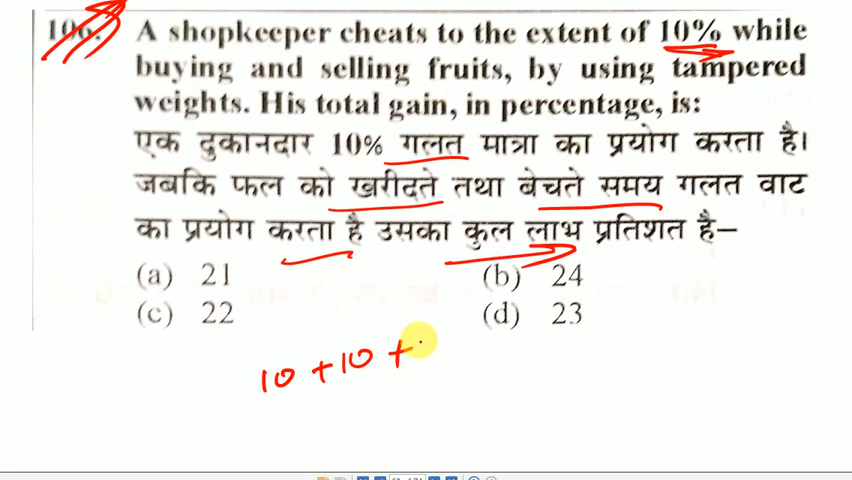 106. A shopkeeper cheats to the extent of 10% while
buying and selling fruits, by using tampered
weights. His total gain, in percentage, is:
एक दुकानदार 10% गलत मात्रा का प्रयोग करता है।
जबकि फल को खरीदते तथा बेचते समय गलत वाट
का प्रयोग करता है उसका कुल लाभ प्रतिशत है–
(a) 21 (b) 24
(c) 22 (d) 23
10 + 10 +